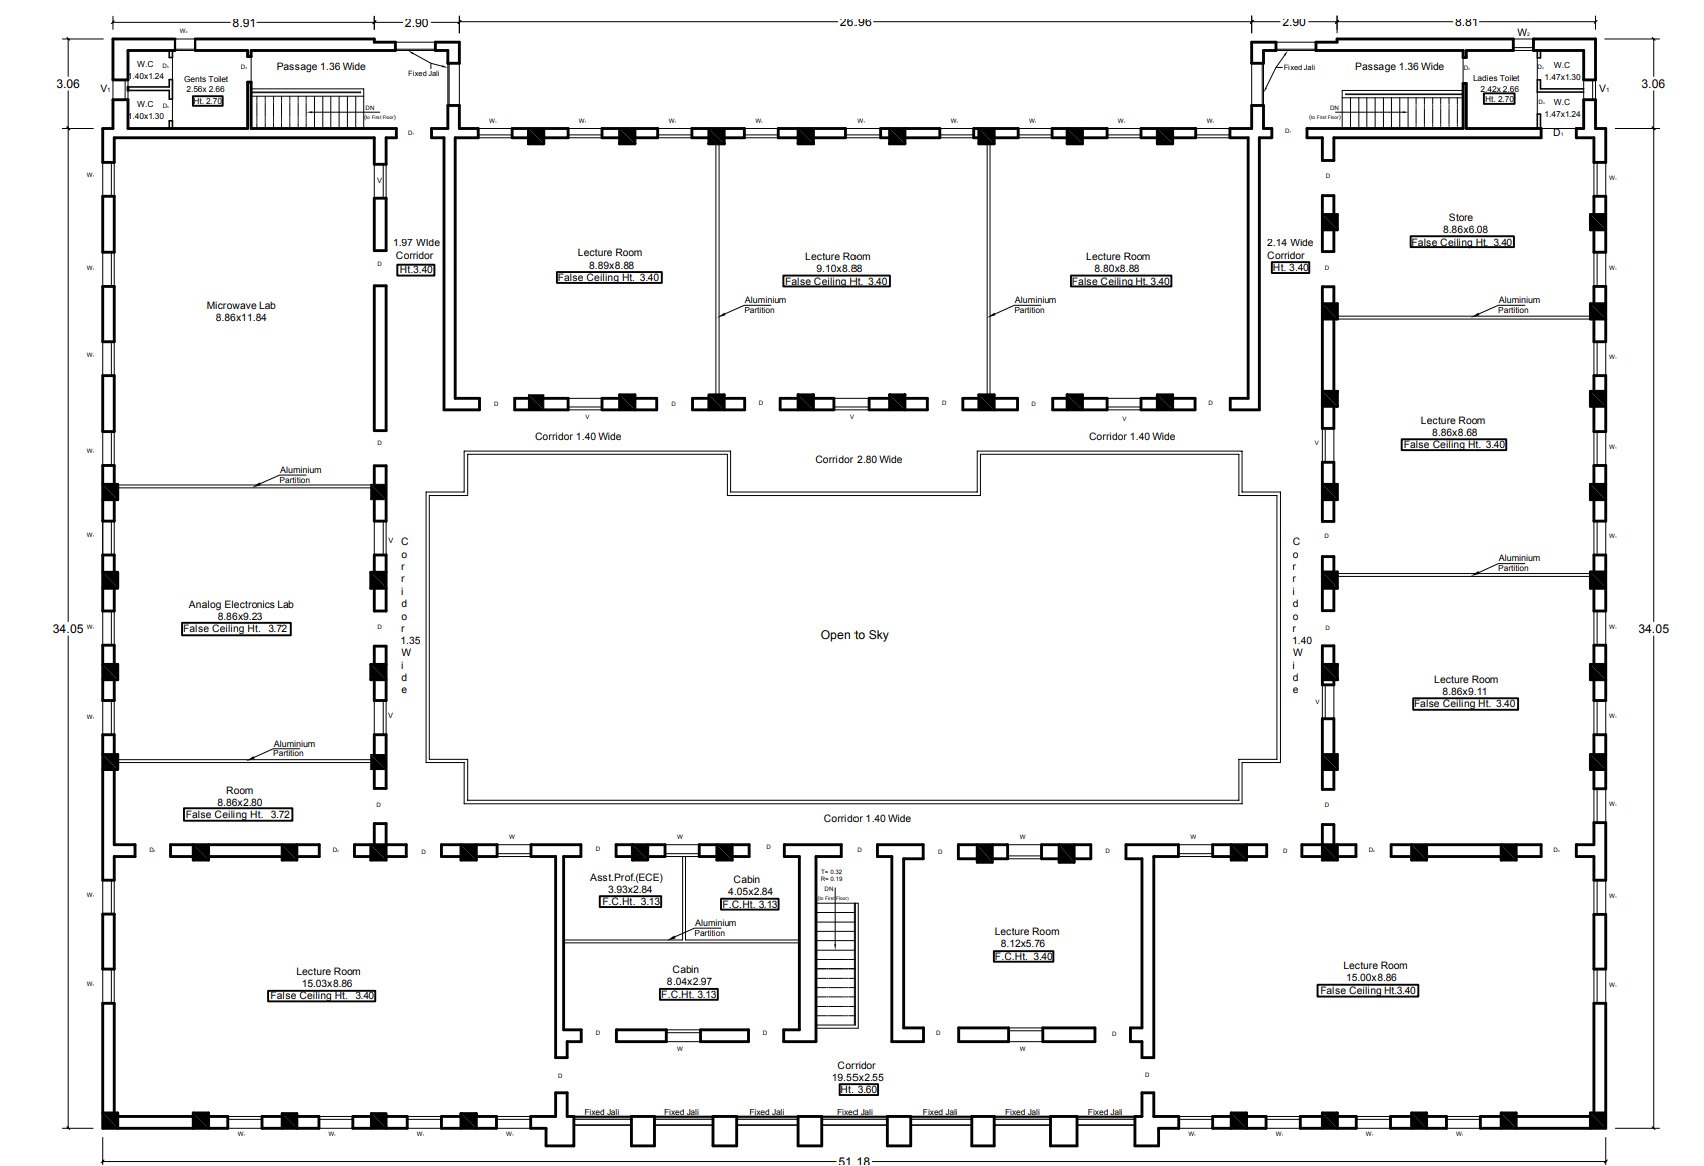 8.91
2.90
26.96
2.90
8.81
W₁
W₂
3.06
V₁
W.C
1.40x1.24
W.C
1.40x1.30
Gents Toilet
2.56x 2.66
Ht. 2.70
Passage 1.36 Wide
DN
(to First Floor)
Fixed Jali
Fixed Jali
Passage 1.36 Wide
DN
(to First Floor)
Ladies Toilet
2.42x 2.66
Ht. 2.70
W.C
1.47x1.30
W.C
1.47x1.24
V₁
3.06
D₁
1.97 WIde
Corridor
Ht.3.40
Lecture Room
8.89x8.88
False Ceiling Ht. 3.40
Lecture Room
9.10x8.88
False Ceiling Ht. 3.40
Lecture Room
8.80x8.88
False Ceiling Ht. 3.40
2.14 Wide
Corridor
Ht. 3.40
Store
8.86x6.08
False Ceiling Ht. 3.40
Microwave Lab
8.86x11.84
Aluminium
Partition
Aluminium
Partition
Aluminium
Partition
Corridor 1.40 Wide
Corridor 2.80 Wide
Corridor 1.40 Wide
Lecture Room
8.86x8.68
False Ceiling Ht. 3.40
Aluminium
Partition
Corridor
1.35
Wide
Analog Electronics Lab
8.86x9.23
False Ceiling Ht. 3.72
Open to Sky
Corridor
1.40
Wide
Aluminium
Partition
34.05
34.05
Lecture Room
8.86x9.11
False Ceiling Ht. 3.40
Aluminium
Partition
Room
8.86x2.80
False Ceiling Ht. 3.72
Corridor 1.40 Wide
Asst.Prof.(ECE)
3.93x2.84
F.C.Ht. 3.13
Cabin
4.05x2.84
F.C.Ht. 3.13
T= 0.32
R= 0.19
DN
(to First Floor)
Aluminium
Partition
Lecture Room
8.12x5.76
F.C.Ht. 3.40
Lecture Room
15.03x8.86
False Ceiling Ht. 3.40
Cabin
8.04x2.97
F.C.Ht. 3.13
Lecture Room
15.00x8.86
False Ceiling Ht.3.40
Corridor
19.55x2.55
Ht. 3.60
Fixed Jali
Fixed Jali
Fixed Jali
Fixed Jali
Fixed Jali
Fixed Jali
Fixed Jali
51.18